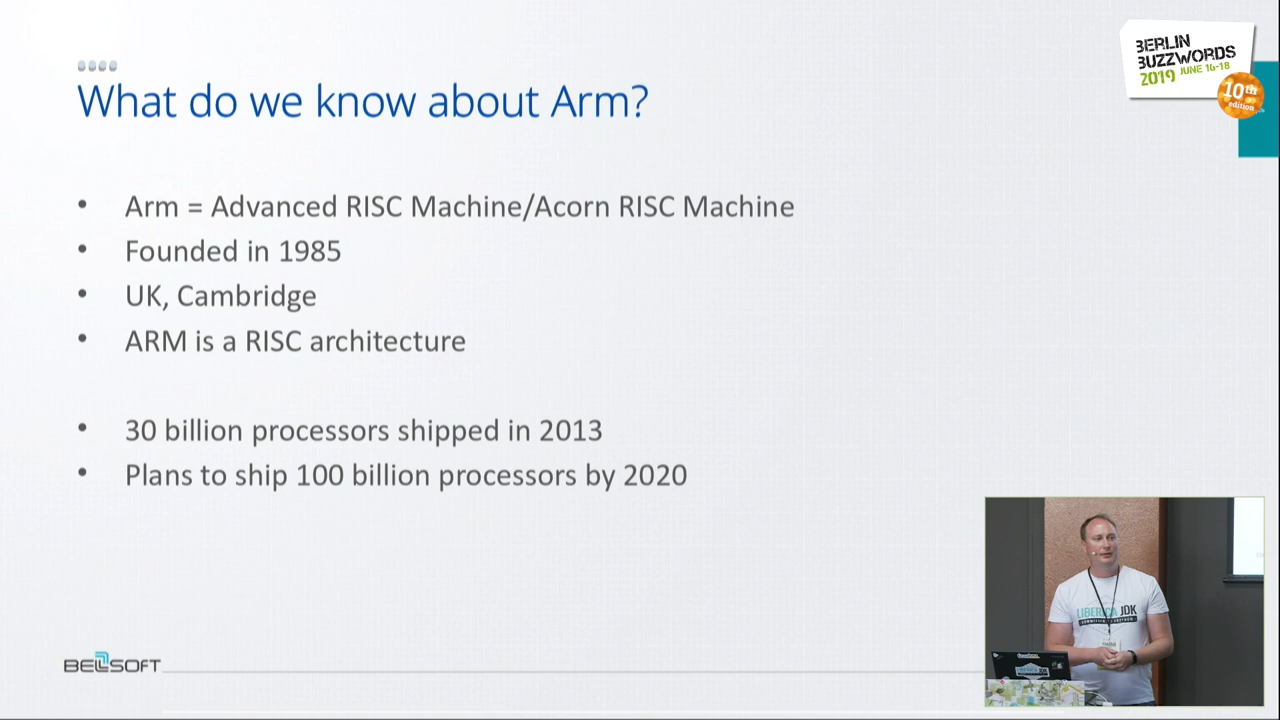 What do we know about Arm?
BERLIN
BUZZWORDS
2019 JUNE 16-18
10th
edition
• Arm = Advanced RISC Machine/Acorn RISC Machine
• Founded in 1985
• UK, Cambridge
• ARM is a RISC architecture
• 30 billion processors shipped in 2013
• Plans to ship 100 billion processors by 2020
LIBERICA JDK
BELLSOFT